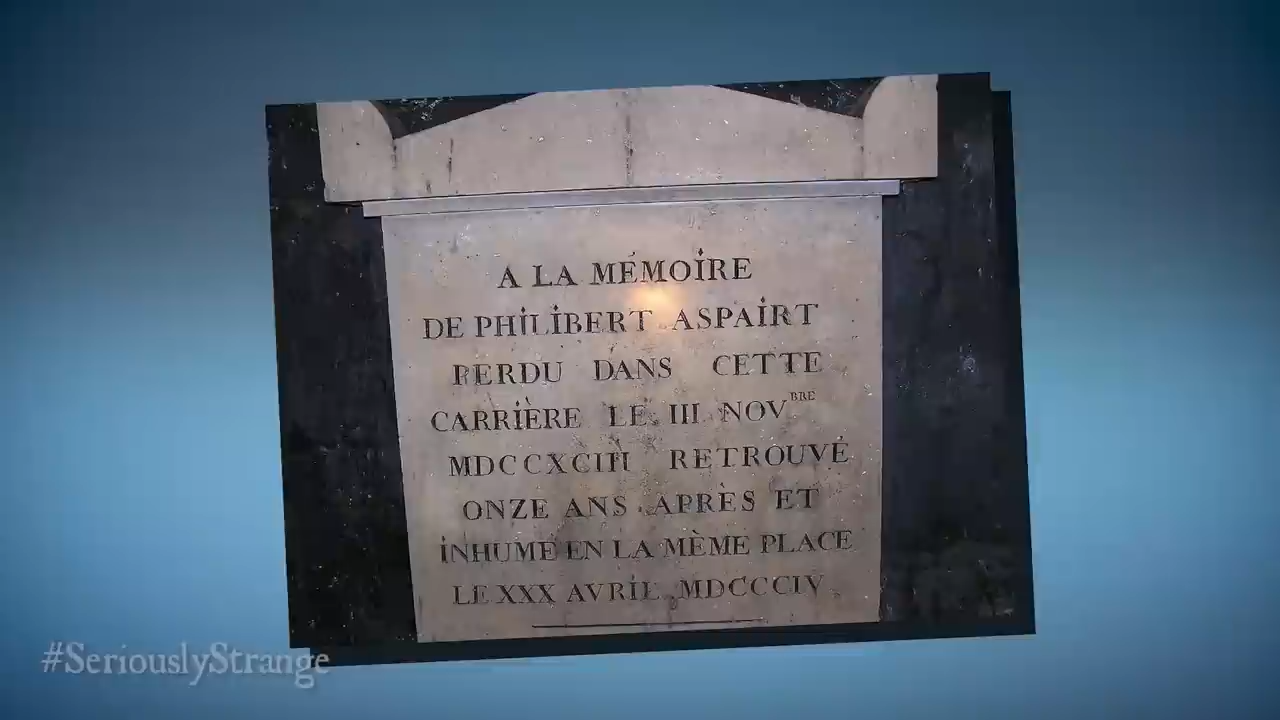 A LA MÉMOIRE
DE PHILIBERT ASPAIRT
PERDU DANS CETTE
CARRIÈRE LE III NOVBRE
MDCCXCIII RETROUVÉ
ONZE ANS APRÈS ET
INHUMÉ EN LA MÈME PLACE
LE XXX AVRIL MDCCCIV
#SeriouslyStrange